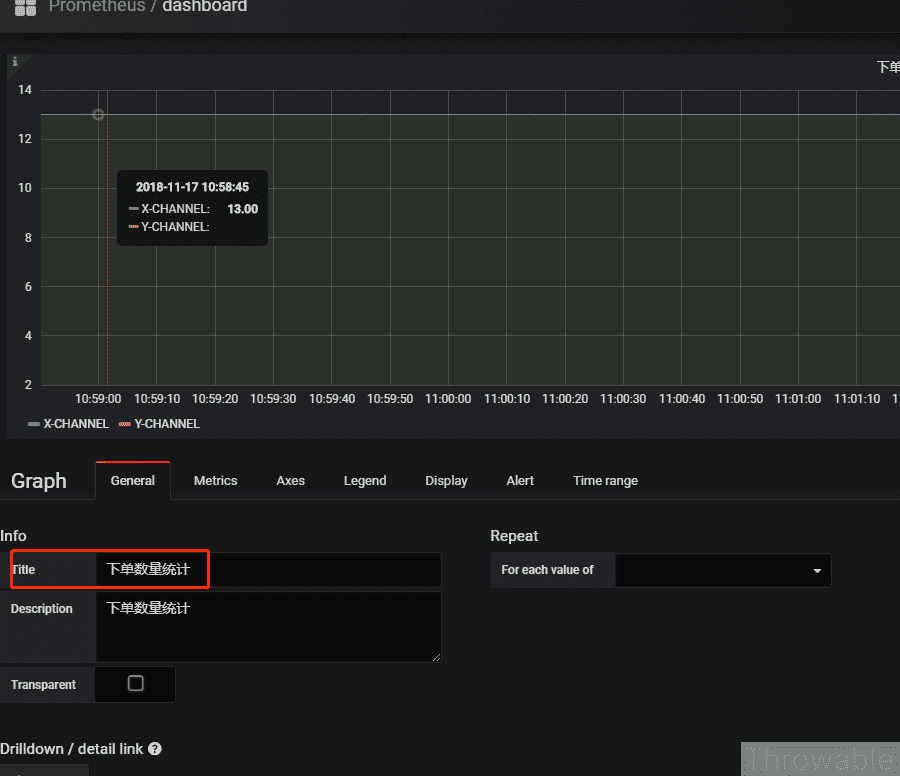 Prometheus / dashboard
i
下单
14
12
10
8
6
4
2
2018-11-17 10:58:45
X-CHANNEL: 13.00
Y-CHANNEL:
10:59:00 10:59:10 10:59:20 10:59:30 10:59:40 10:59:50 11:00:00 11:00:10 11:00:20 11:00:30 11:00:40 11:00:50 11:01:00 11:01:10
X-CHANNEL Y-CHANNEL
Graph General Metrics Axes Legend Display Alert Time range
Info
Title 下单数量统计
Description 下单数量统计
Transparent
Repeat
For each value of
Drilldown / detail link ?
Throwable